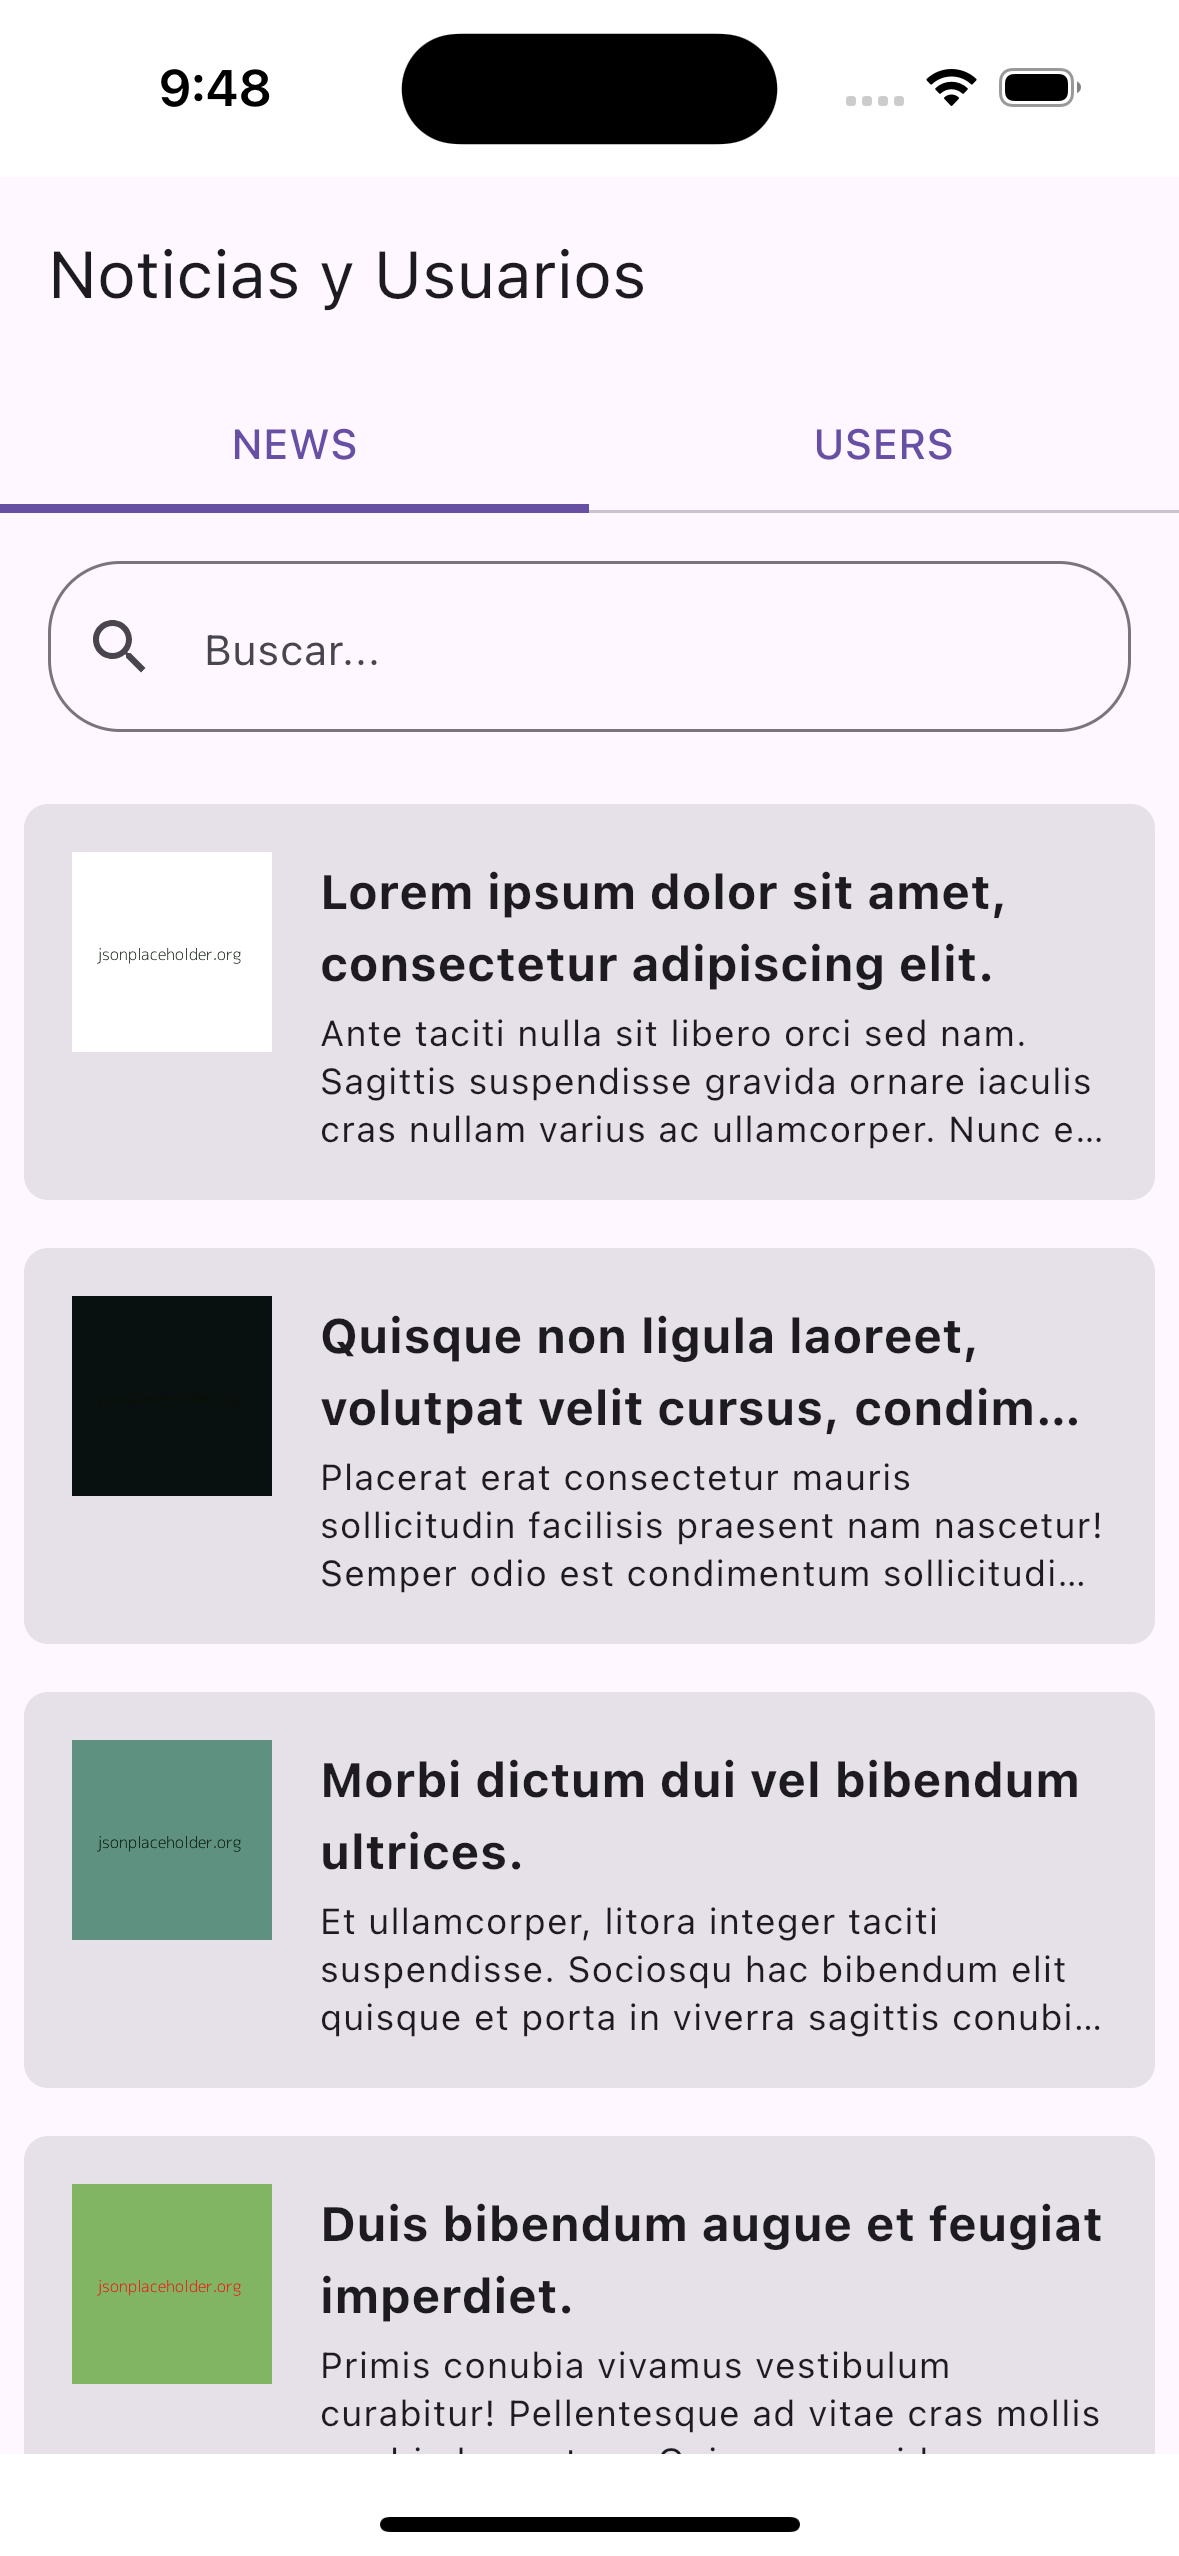 9:48
Noticias y Usuarios
NEWS
USERS
Buscar...
jsonplaceholder.org
Lorem ipsum dolor sit amet,
consectetur adipiscing elit.
Ante taciti nulla sit libero orci sed nam.
Sagittis suspendisse gravida ornare iaculis
cras nullam varius ac ullamcorper. Nunc e...
Quisque non ligula laoreet,
volutpat velit cursus, condim...
Placerat erat consectetur mauris
sollicitudin facilisis praesent nam nascetur!
Semper odio est condimentum sollicitudi...
jsonplaceholder.org
Morbi dictum dui vel bibendum
ultrices.
Et ullamcorper, litora integer taciti
suspendisse. Sociosqu hac bibendum elit
quisque et porta in viverra sagittis conubi...
jsonplaceholder.org
Duis bibendum augue et feugiat
imperdiet.
Primis conubia vivamus vestibulum
curabitur! Pellentesque ad vitae cras mollis